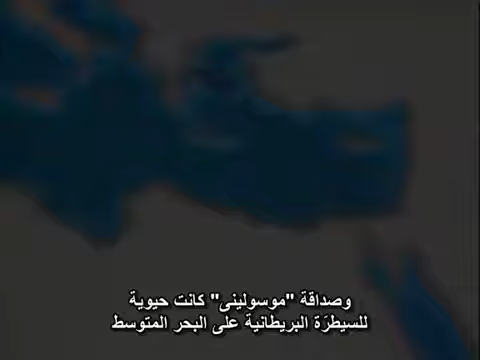 وصداقة "موسولينى" كانت حيوية
للسيطرَة البريطانية على البحر المتوسط